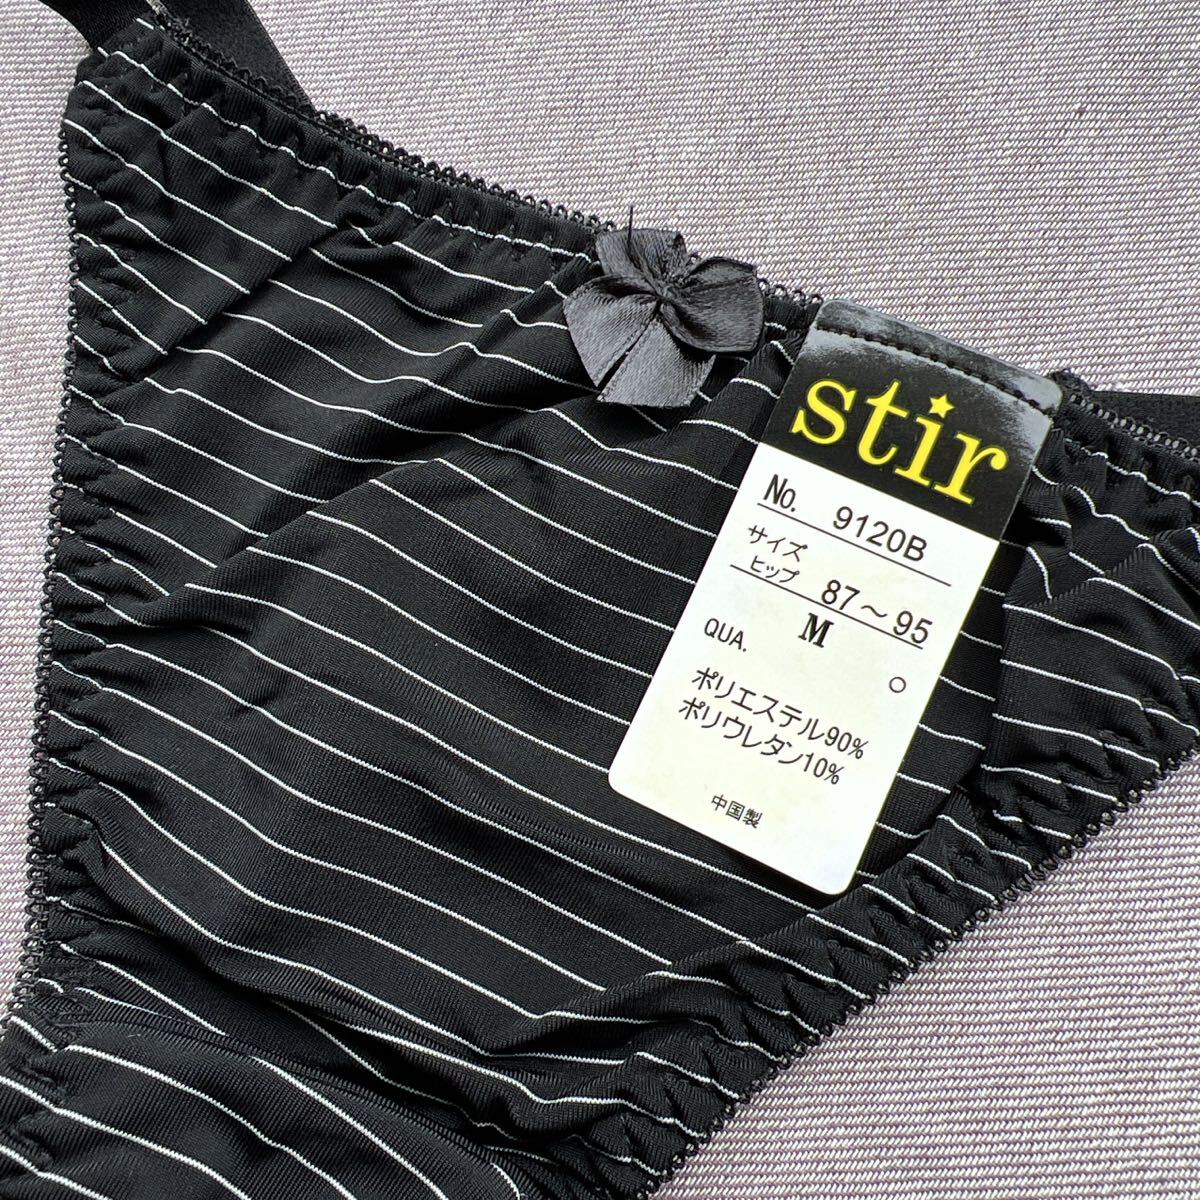 stir
No. 9120B
サイズ
ヒップ 87～95
M
QUA.
ポリエステル90%
ポリウレタン10%
中国製